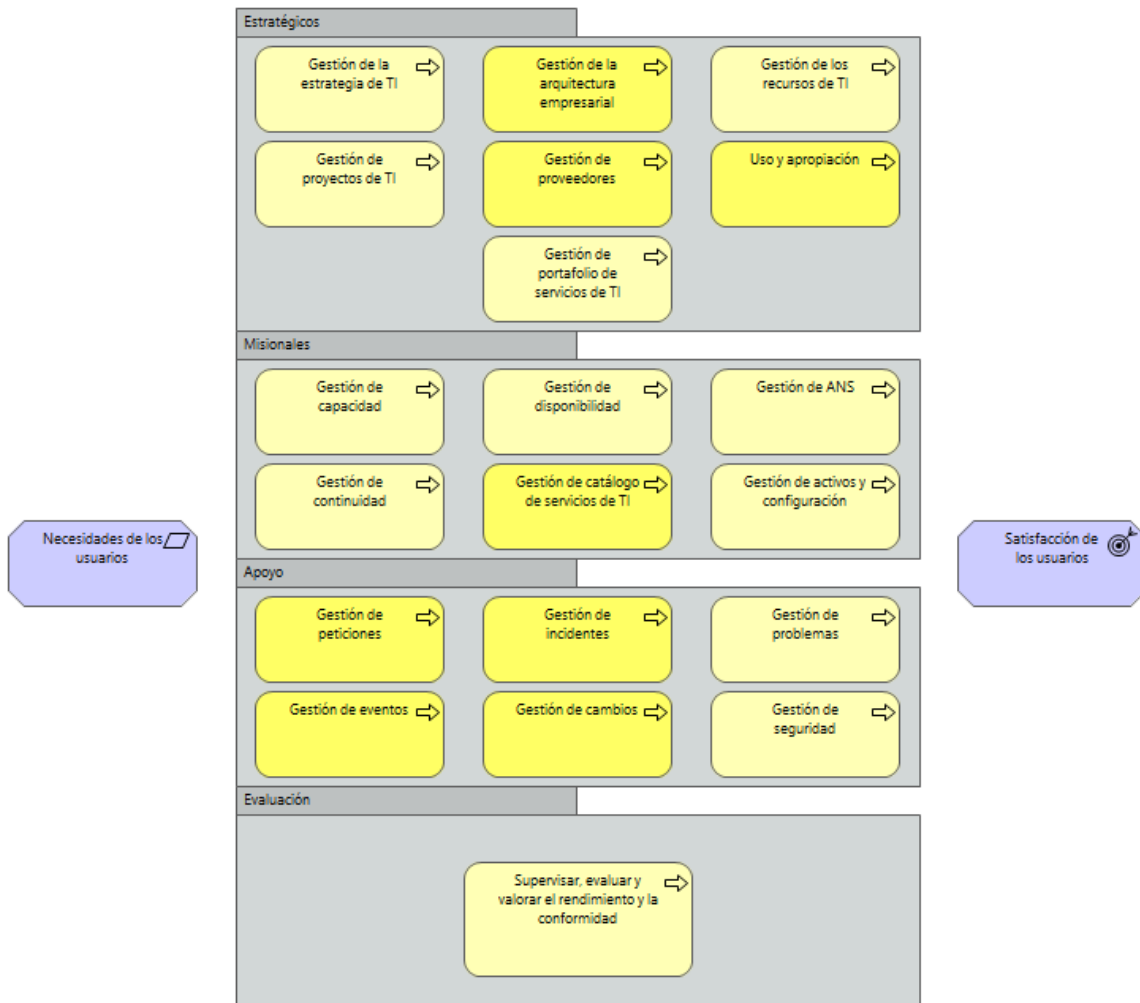 Estratégicos
Gestión de la
estrategia de TI
Gestión de la
arquitectura
empresarial
Gestión de los
recursos de TI
Gestión de
proyectos de TI
Gestión de
proveedores
Uso y apropiación
Gestión de
portafolio de
servicios de TI
Misionales
Gestión de
capacidad
Gestión de
disponibilidad
Gestión de ANS
Gestión de
continuidad
Gestión de catálogo
de servicios de TI
Gestión de activos y
configuración
Necesidades de los
usuarios
Satisfacción de
los usuarios
Apoyo
Gestión de
peticiones
Gestión de
incidentes
Gestión de
problemas
Gestión de eventos
Gestión de cambios
Gestión de
seguridad
Evaluación
Supervisar, evaluar y
valorar el rendimiento y la
conformidad